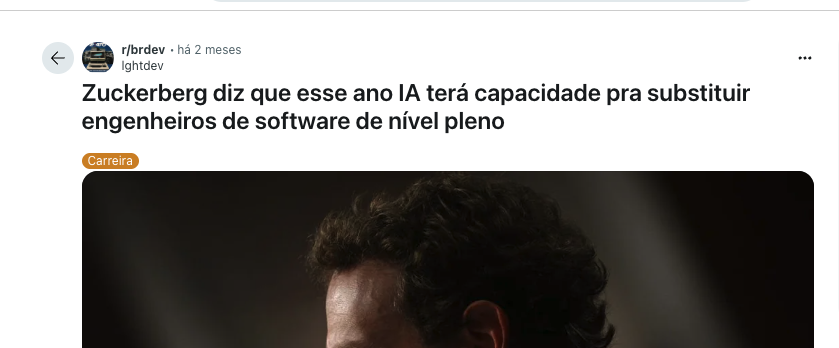 r/brdev • há 2 meses
lghtdev
Zuckerberg diz que esse ano IA terá capacidade pra substituir
engenheiros de software de nível pleno
Carreira